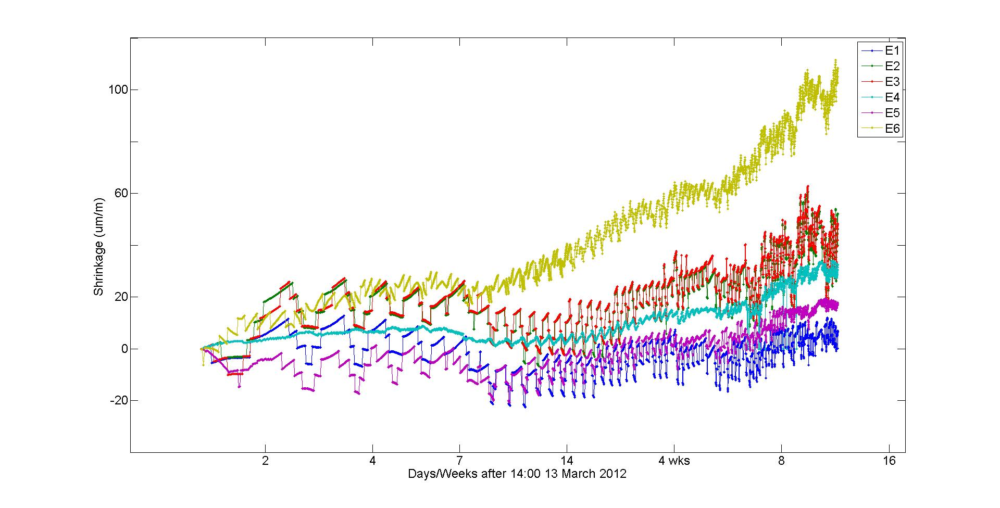 E1
E2
E3
E4
E5
E6
100
60
20
0
-20
Shrinkage (um/m)
2 4 7 14 4 wks 8 16
Days/Weeks after 14:00 13 March 2012